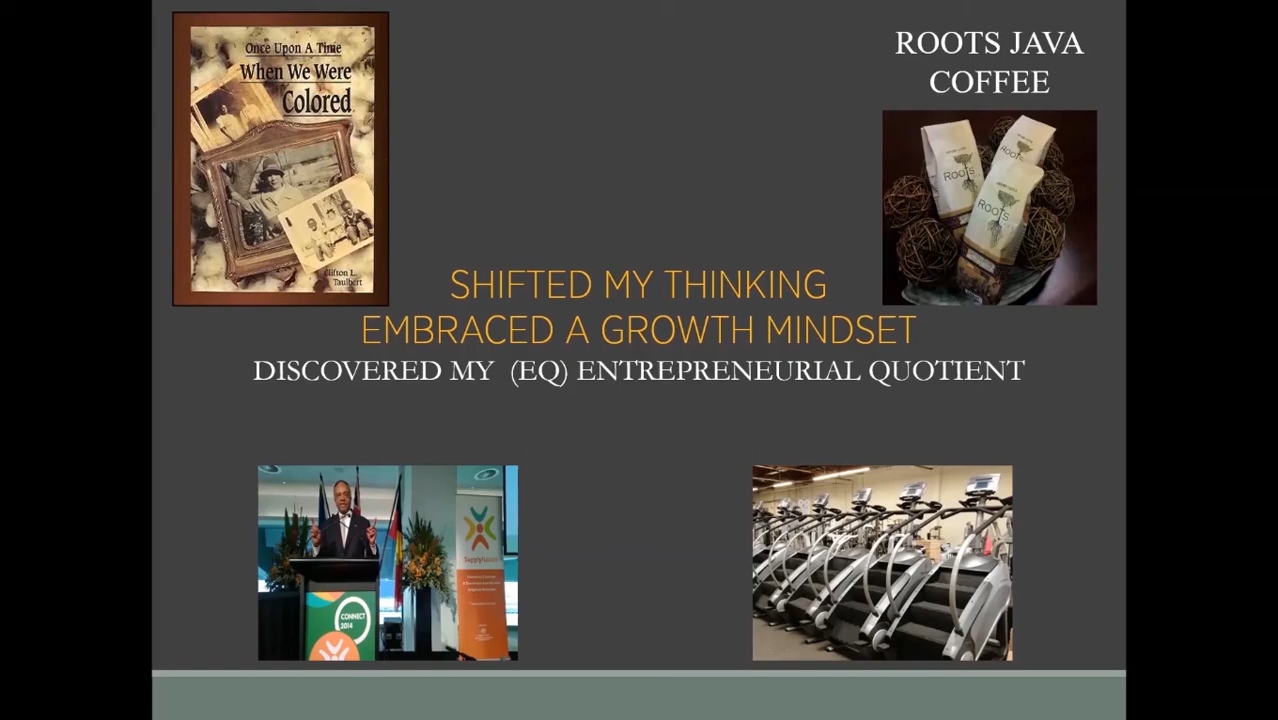 Once Upon A Time
When We Were
Colored
Clifton L.
Taulbert
ROOTS JAVA
COFFEE
ROOTS
ROOTS
ROOTS
SHIFTED MY THINKING
EMBRACED A GROWTH MINDSET
DISCOVERED MY (EQ) ENTREPRENEURIAL QUOTIENT
CONNECT
2014